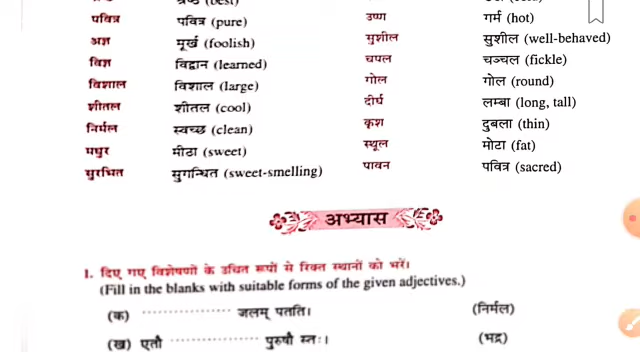 (best)
पवित्र पवित्र (pure) उष्ण गर्म (hot)
अज्ञ मूर्ख (foolish) सुशील सुशील (well-behaved)
विज्ञ विद्वान (learned) चपल चञ्चल (fickle)
विशाल विशाल (large) गोल गोल (round)
शीतल शीतल (cool) दीर्घ लम्बा (long, tall)
निर्मल स्वच्छ (clean) कृश दुबला (thin)
मधुर मीठा (sweet) स्थूल मोटा (fat)
सुरभित सुगन्धित (sweet-smelling) पावन पवित्र (sacred)
अभ्यास
1. दिए गए विशेषणों के उचित रूपों से रिक्त स्थानों को भरें।
(Fill in the blanks with suitable forms of the given adjectives.)
(क) ................ जलम् पतति। (निर्मल)
(ख) एतौ ................ पुरुषौ स्तः। (भद्र)